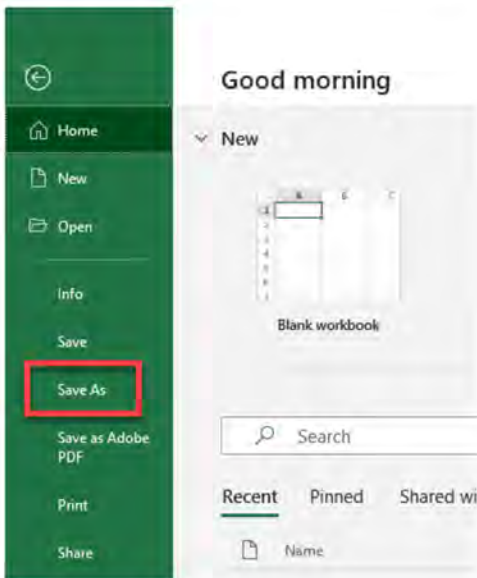 Good morning
Home
New
Open
Info
Save
Save As
Save as Adobe
PDF
Print
Share
New
Blank workbook
Search
Recent Pinned Shared wi
Name